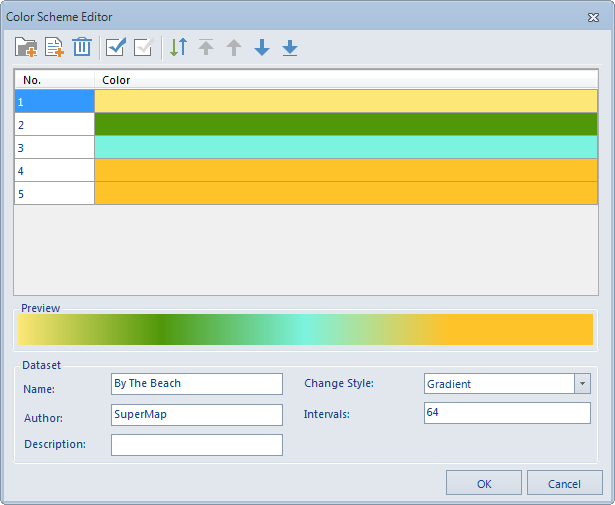 Color Scheme Editor
No. Color
1
2
3
4
5
Preview
Dataset
Name: By The Beach Change Style: Gradient
Author: SuperMap Intervals: 64
Description:
OK Cancel